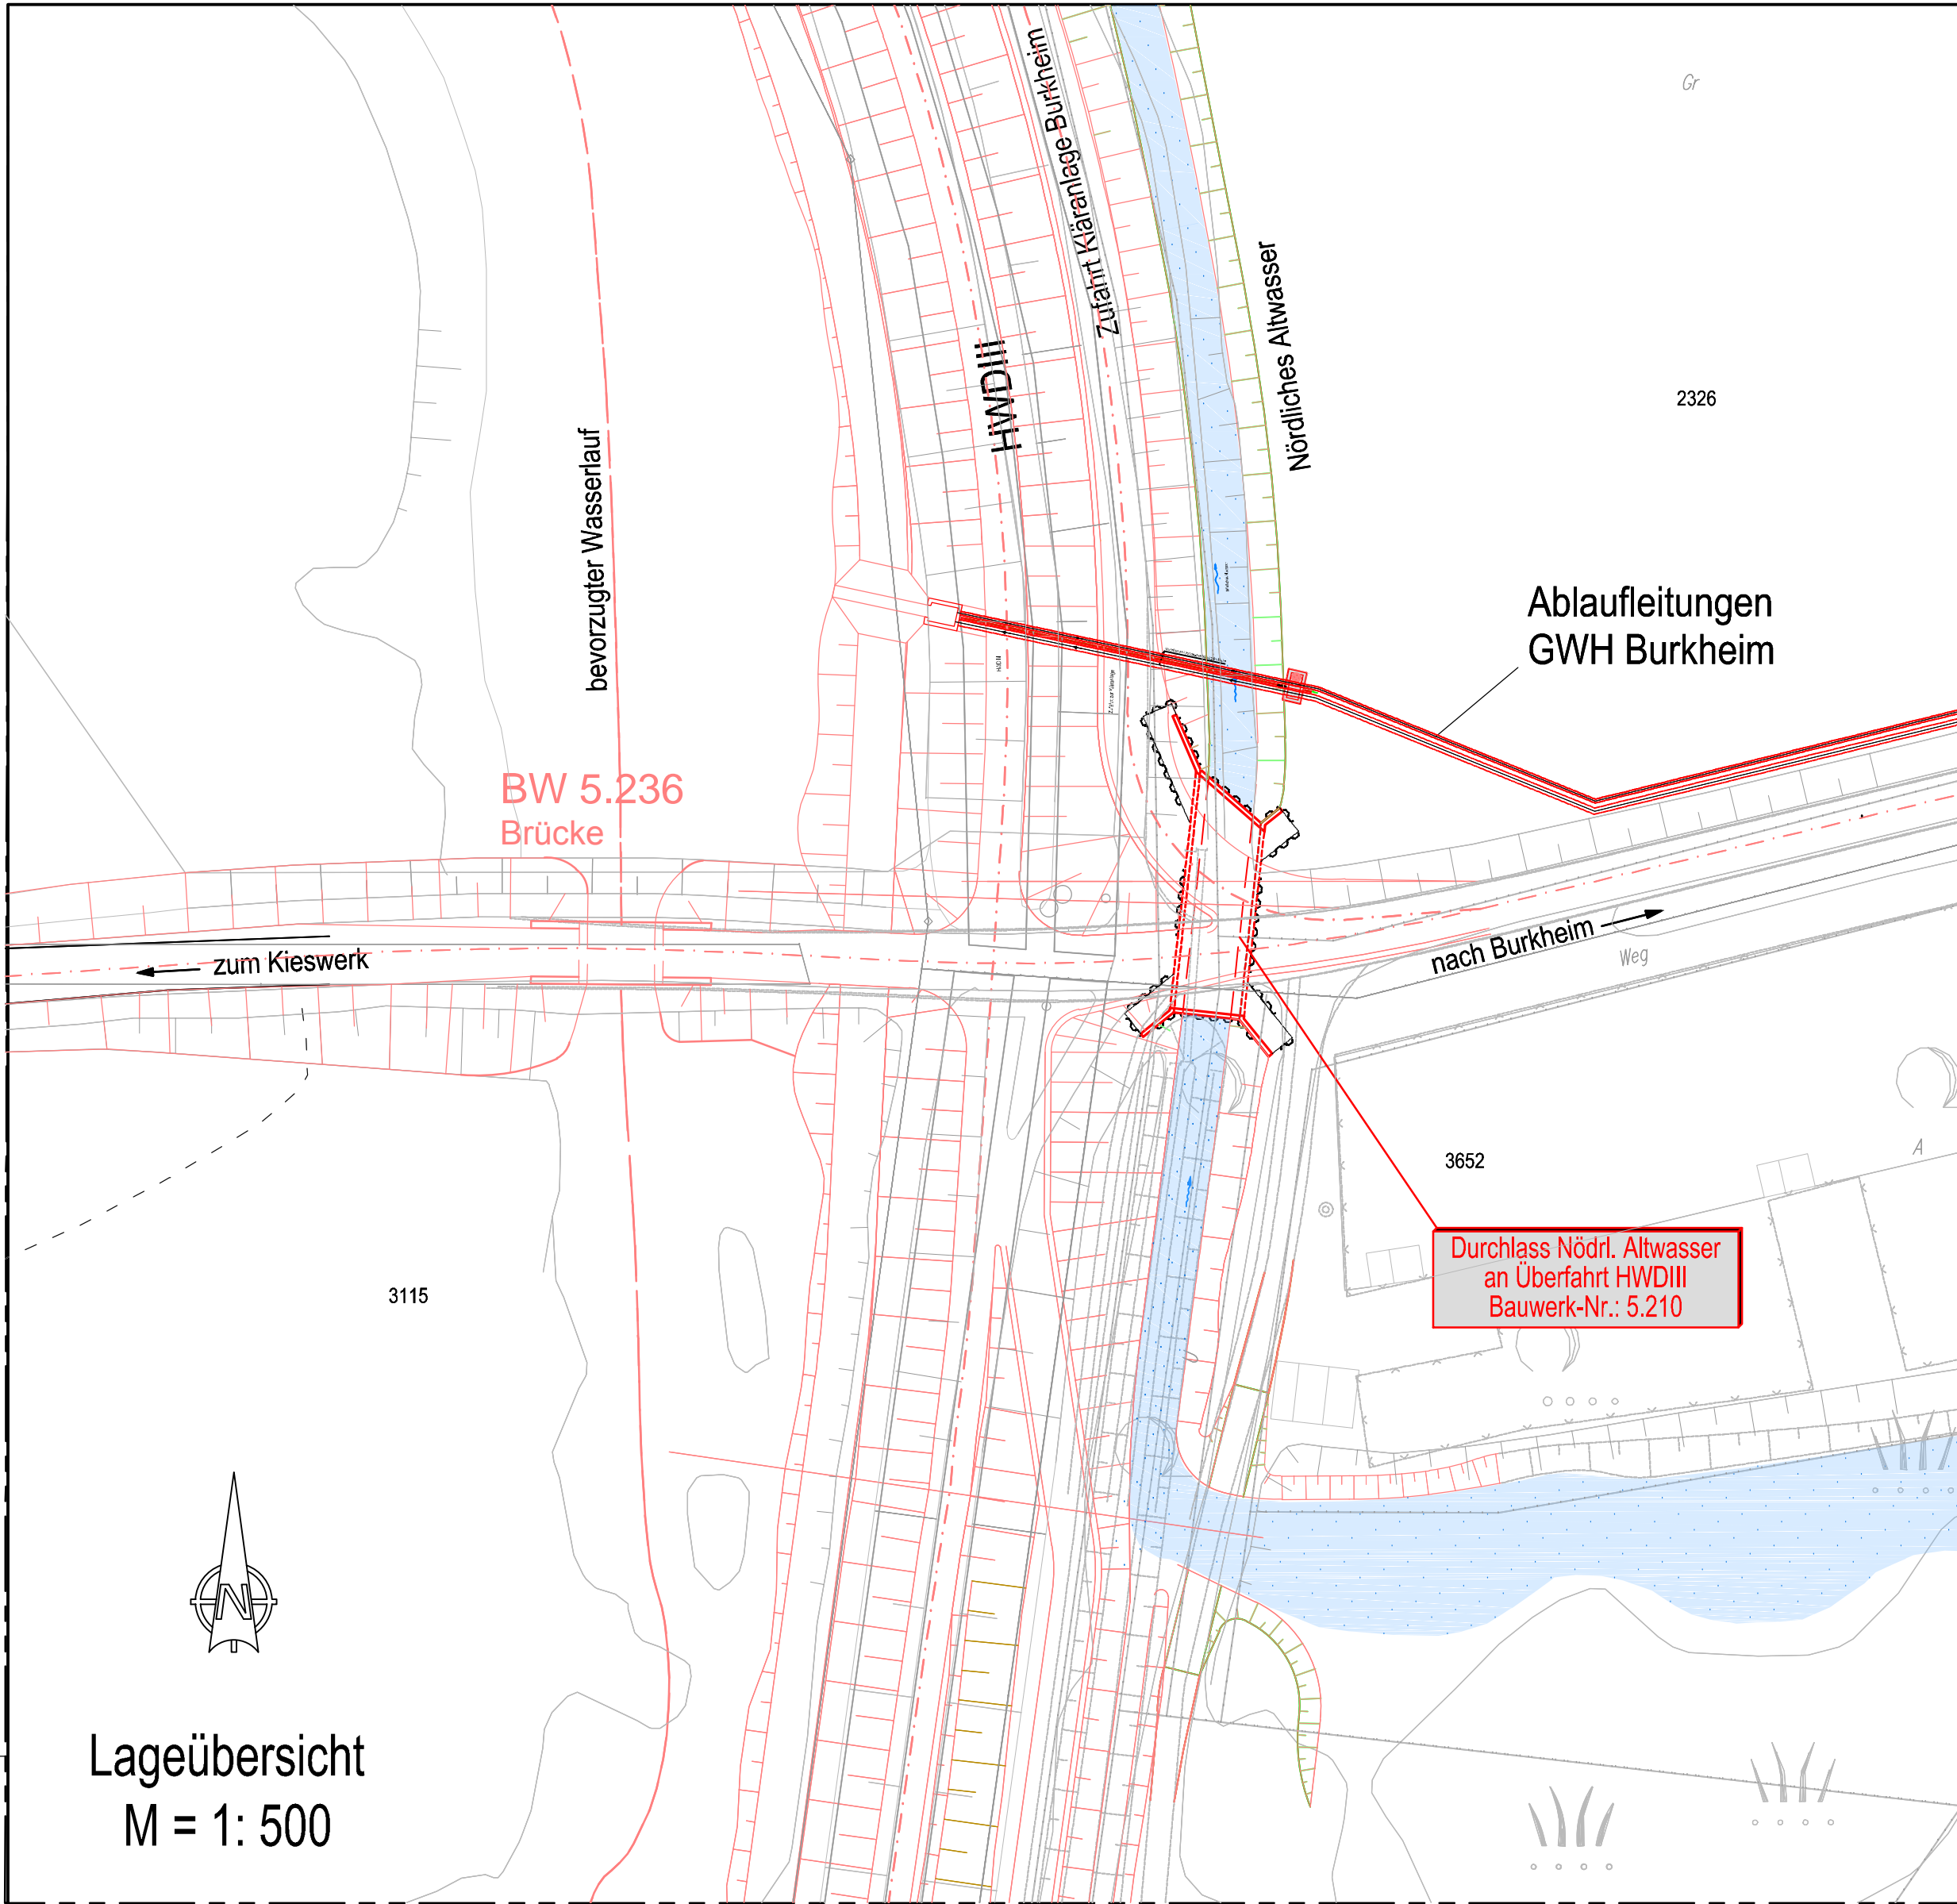 Gr
Zufahrt Kläranlage Burkheim
HWDIII
Nördliches Altwasser
2326
bevorzugter Wasserlauf
Ablaufleitungen
GWH Burkheim
BW 5.236
Brücke
zum Kieswerk
nach Burkheim
Weg
A
3652
Durchlass Nödrl. Altwasser
an Überfahrt HWDIII
Bauwerk-Nr.: 5.210
3115
N
Lageübersicht
M = 1: 500